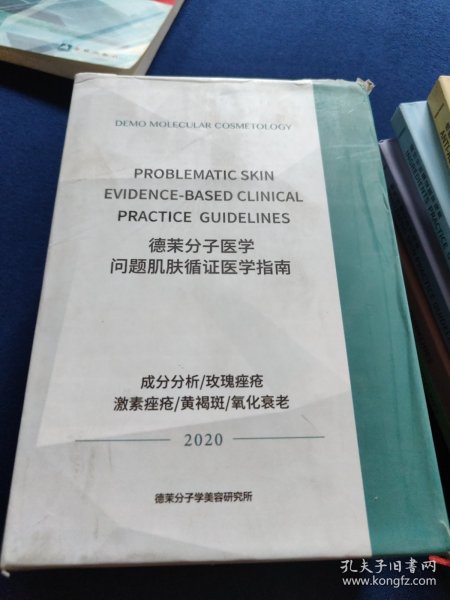 DEMO MOLECULAR COSMETOLOGY
PROBLEMATIC SKIN
EVIDENCE-BASED CLINICAL
PRACTICE GUIDELINES
德茉分子医学
问题肌肤循证医学指南
成分分析/玫瑰痤疮
激素痤疮/黄褐斑/氧化衰老
2020
德茉分子学美容研究所
孔夫子旧书网
www.kongfz.com